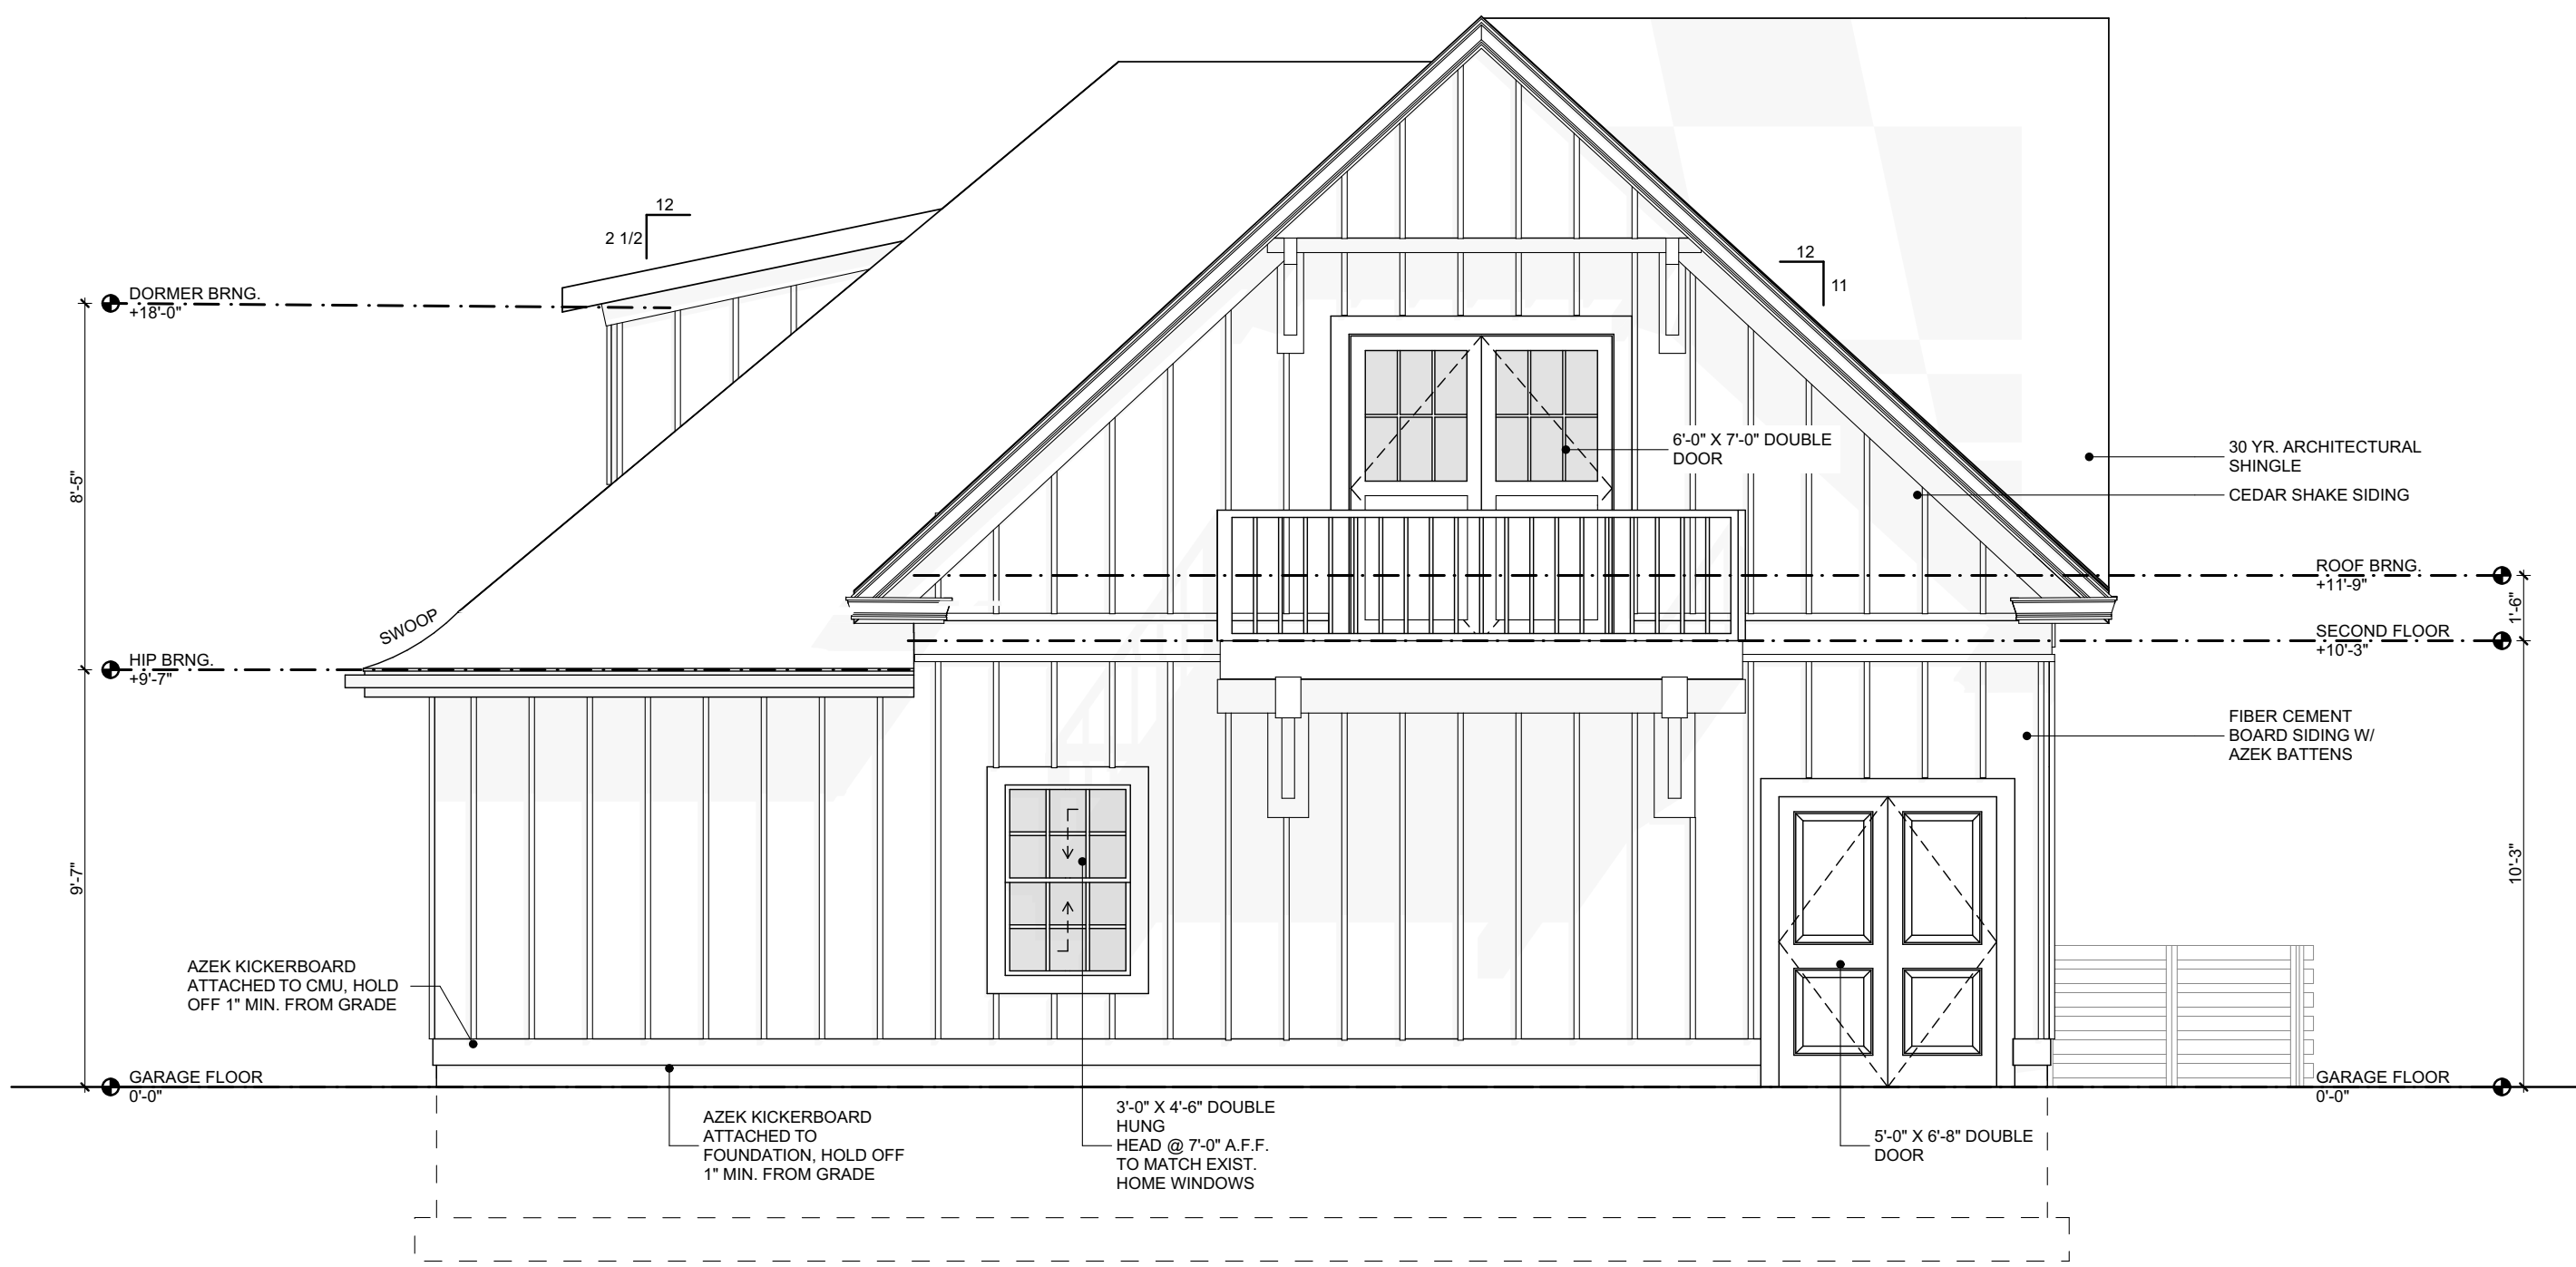 12
2 1/2
12
11
DORMER BRNG.
+18'-0"
6'-0" X 7'-0" DOUBLE
DOOR
30 YR. ARCHITECTURAL
SHINGLE
CEDAR SHAKE SIDING
8'-5"
ROOF BRNG.
+11'-9"
1'-6"
SWOOP
SECOND FLOOR
+10'-3"
HIP BRNG.
+9'-7"
FIBER CEMENT
BOARD SIDING W/
AZEK BATTENS
9'-7"
10'-3"
AZEK KICKERBOARD
ATTACHED TO CMU, HOLD
OFF 1" MIN. FROM GRADE
GARAGE FLOOR
0'-0"
GARAGE FLOOR
0'-0"
AZEK KICKERBOARD
ATTACHED TO
FOUNDATION, HOLD OFF
1" MIN. FROM GRADE
3'-0" X 4'-6" DOUBLE
HUNG
HEAD @ 7'-0" A.F.F.
TO MATCH EXIST.
HOME WINDOWS
5'-0" X 6'-8" DOUBLE
DOOR